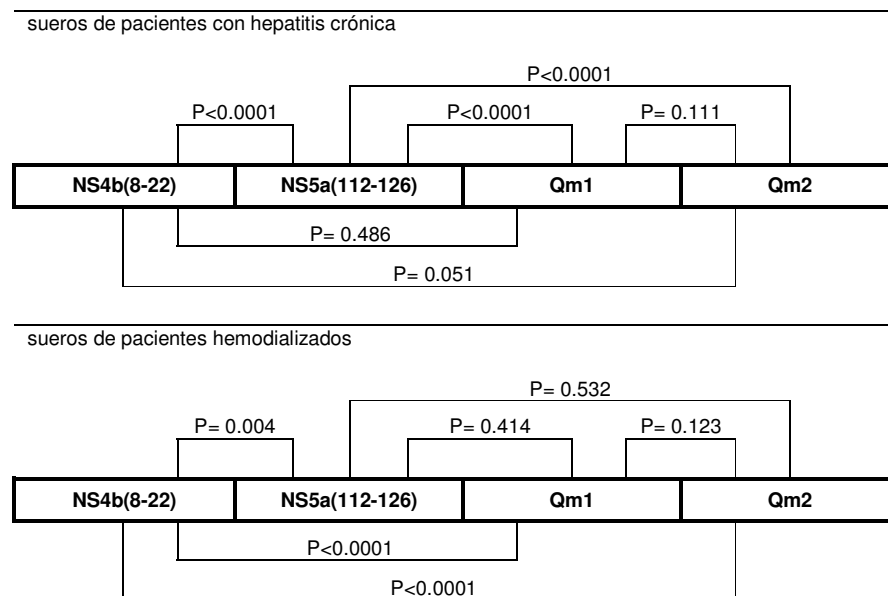 sueros de pacientes con hepatitis crónica
P<0.0001
P<0.0001 P<0.0001 P= 0.111
NS4b(8-22) NS5a(112-126) Qm1 Qm2
P= 0.486
P= 0.051
sueros de pacientes hemodializados
P= 0.532
P= 0.004 P= 0.414 P= 0.123
NS4b(8-22) NS5a(112-126) Qm1 Qm2
P<0.0001
P<0.0001